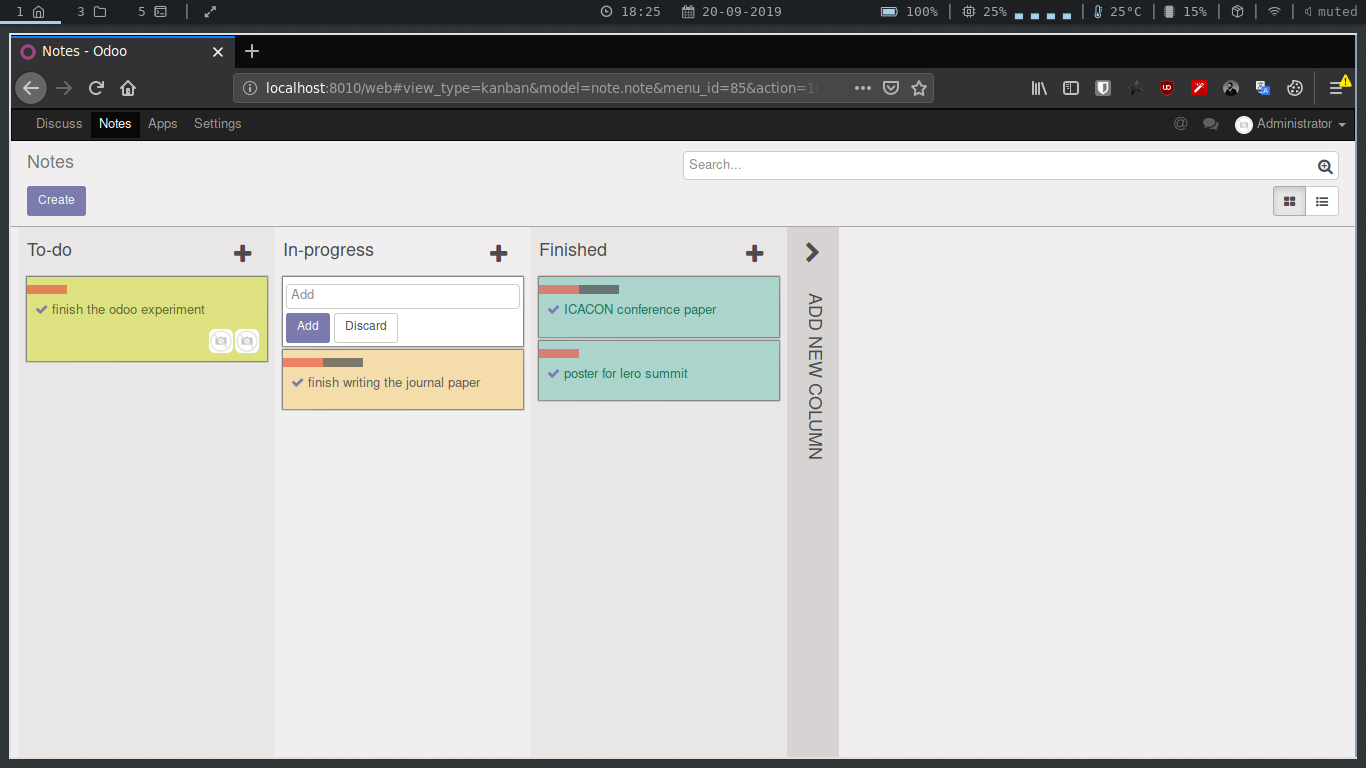 1 3 5 18:25 20-09-2019 100% 25% 25°C 15% muted
Notes - Odoo
localhost:8010/web#view_type=kanban&model=note.note&menu_id=85&action=1
Discuss Notes Apps Settings @ Administrator
Notes
Search...
Create
To-do
finish the odoo experiment
In-progress
Add
Add Discard
finish writing the journal paper
Finished
ICACON conference paper
poster for lero summit
ADD NEW COLUMN